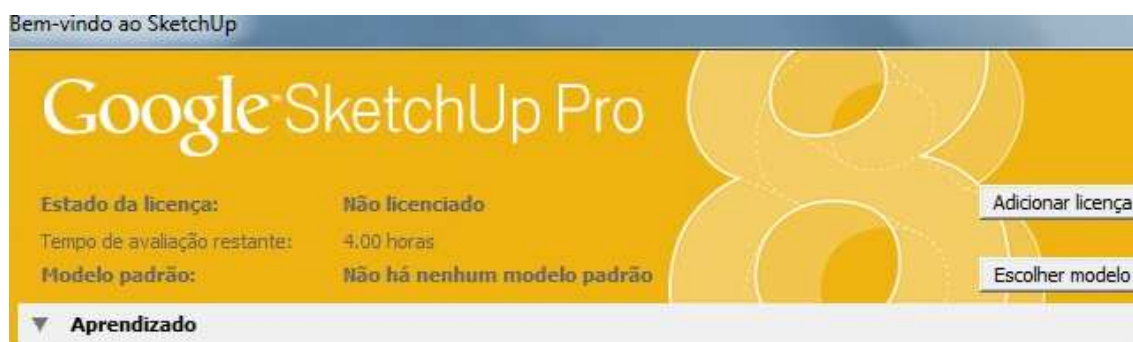 Bem-vindo ao SketchUp
Google SketchUp Pro
8
Estado da licença: Não licenciado Adicionar licença
Tempo de avaliação restante: 4.00 horas
Modelo padrão: Não há nenhum modelo padrão Escolher modelo
▼ Aprendizado